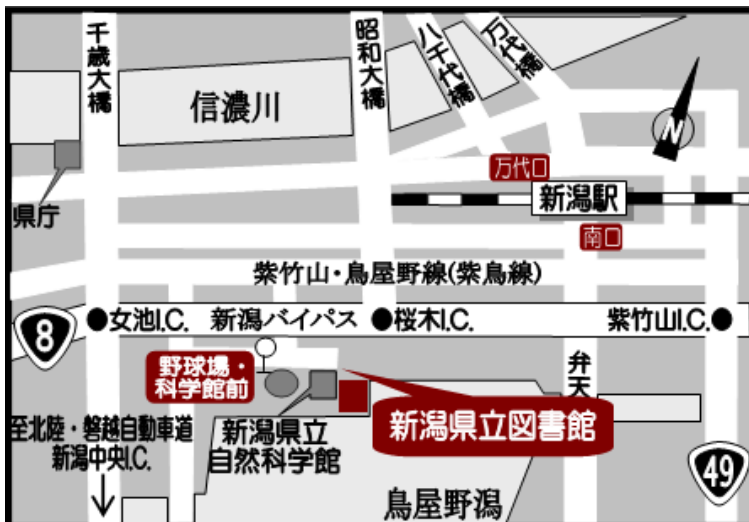 千歳大橋
昭和大橋
八千代橋
万代橋
信濃川
N
万代口
新潟駅
県庁
南口
紫竹山・鳥屋野線(紫鳥線)
8
女池I.C.
新潟バイパス
桜木I.C.
紫竹山I.C.
野球場・
科学館前
弁天
新潟県立図書館
至北陸・磐越自動車道
新潟中央I.C.
新潟県立
自然科学館
49
鳥屋野潟